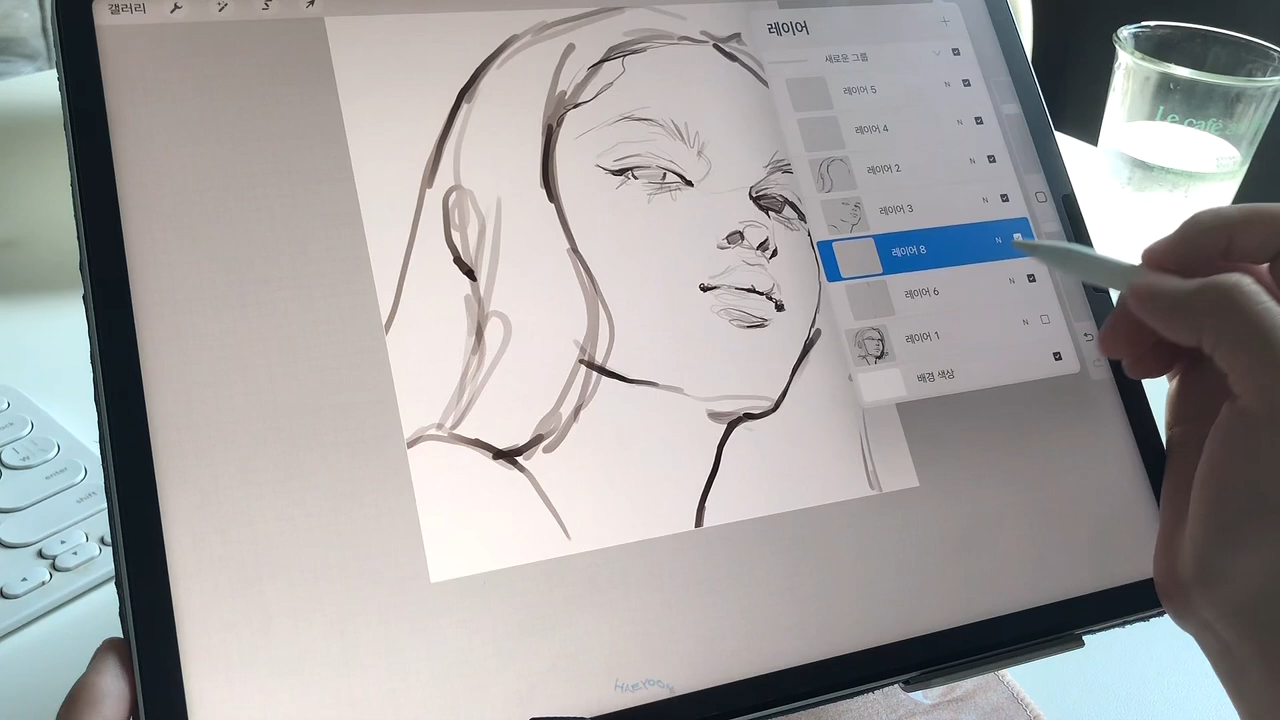 갤러리
레이어
새로운 그룹
레이어 5
N
레이어 4
N
레이어 2
N
레이어 3
N
레이어 8
N
레이어 6
N
레이어 1
N
배경 색상
Le café
enter
shift
HAEYOON